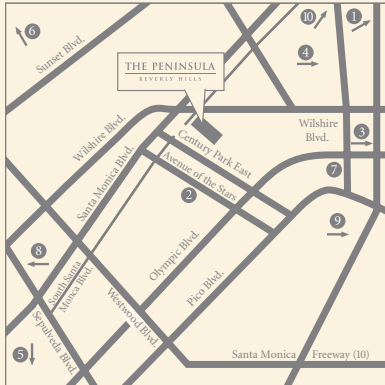 10
1
6
Sunset Blvd.
4
THE PENINSULA
BEVERLY HILLS
Wilshire
Blvd.
3
Wilshire Blvd.
Century Park East
Avenue of the Stars
7
Santa Monica Blvd.
2
9
8
Olympic Blvd.
South Santa
Monca Blvd.
Pico Blvd.
Westwood Blvd.
Sepulveda Blvd.
5
Santa Monica Freeway (10)